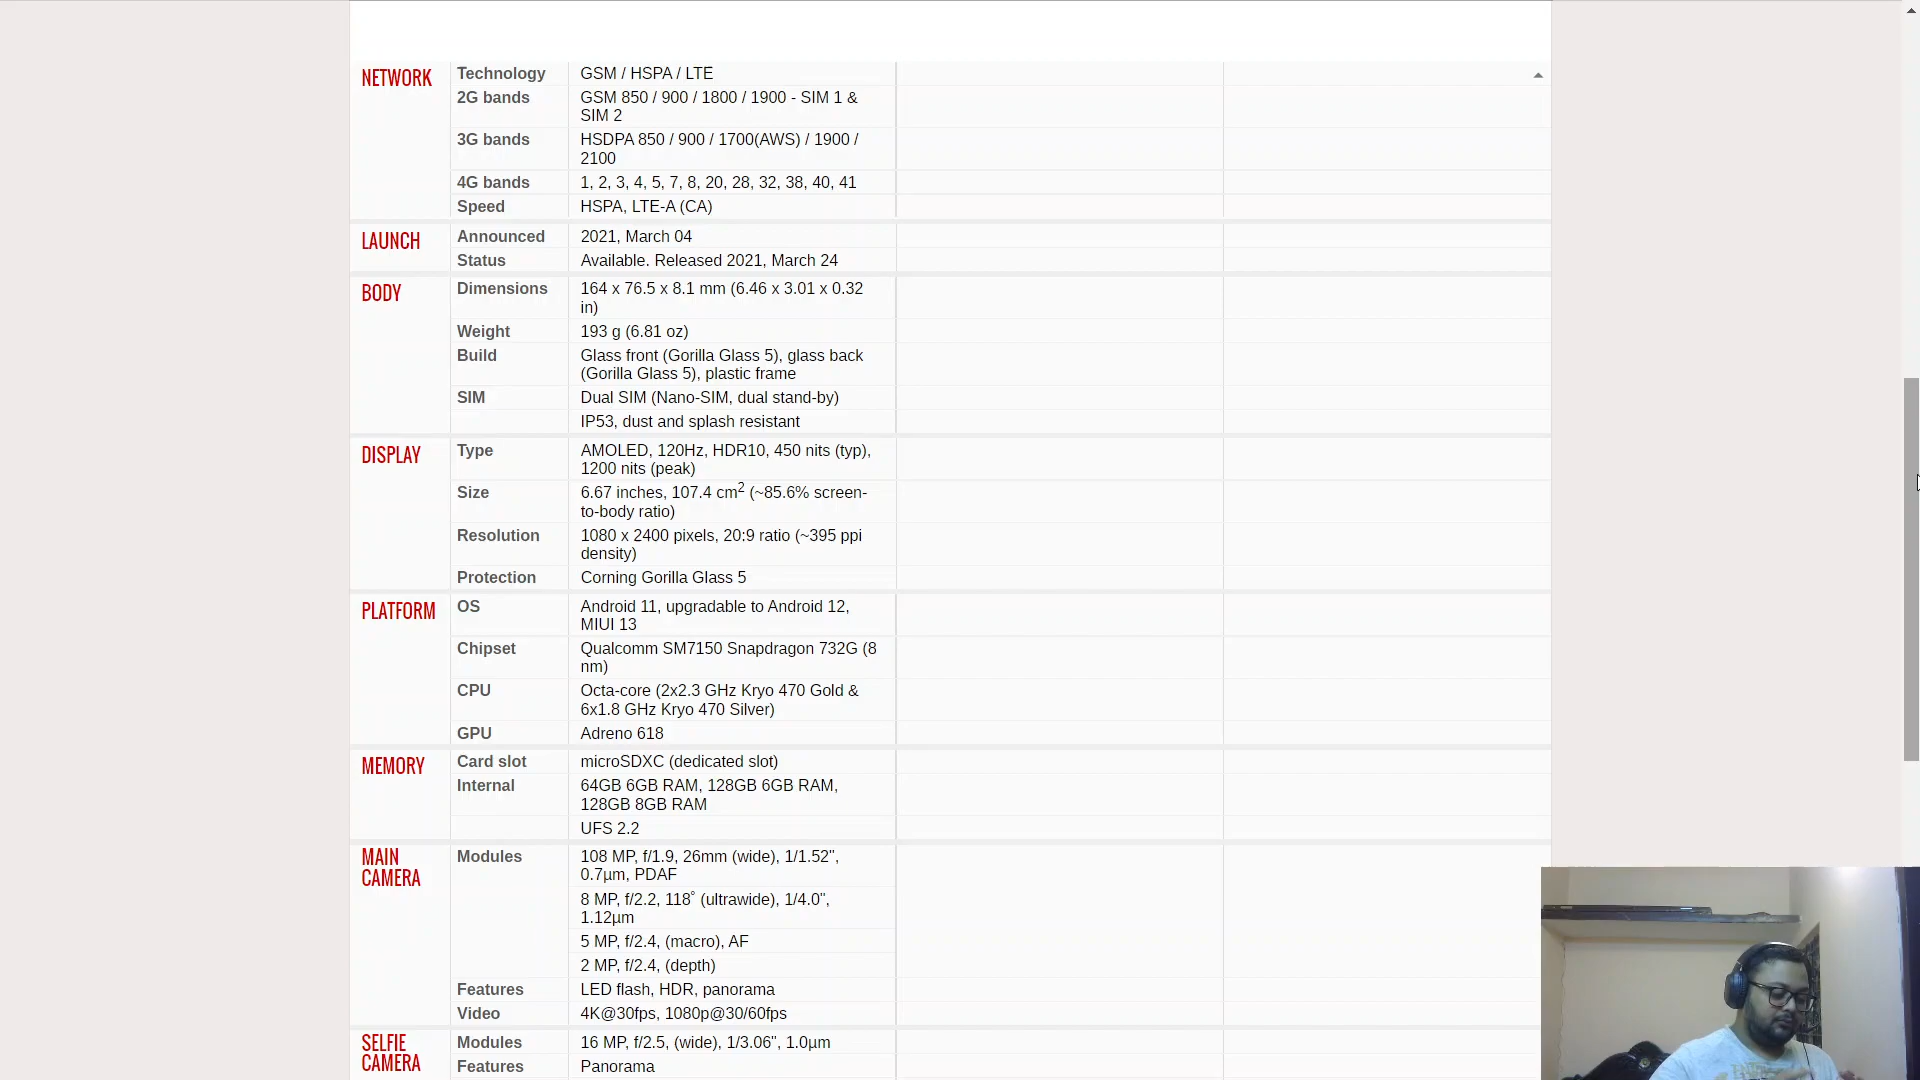 NETWORK
Technology GSM / HSPA / LTE
2G bands GSM 850 / 900 / 1800 / 1900 - SIM 1 &
SIM 2
3G bands HSDPA 850 / 900 / 1700(AWS) / 1900 /
2100
4G bands 1, 2, 3, 4, 5, 7, 8, 20, 28, 32, 38, 40, 41
Speed HSPA, LTE-A (CA)
LAUNCH
Announced 2021, March 04
Status Available. Released 2021, March 24
BODY
Dimensions 164 x 76.5 x 8.1 mm (6.46 x 3.01 x 0.32
in)
Weight 193 g (6.81 oz)
Build Glass front (Gorilla Glass 5), glass back
(Gorilla Glass 5), plastic frame
SIM Dual SIM (Nano-SIM, dual stand-by)
IP53, dust and splash resistant
DISPLAY
Type AMOLED, 120Hz, HDR10, 450 nits (typ),
1200 nits (peak)
Size 6.67 inches, 107.4 cm2 (~85.6% screen-
to-body ratio)
Resolution 1080 x 2400 pixels, 20:9 ratio (~395 ppi
density)
Protection Corning Gorilla Glass 5
PLATFORM
OS Android 11, upgradable to Android 12,
MIUI 13
Chipset Qualcomm SM7150 Snapdragon 732G (8
nm)
CPU Octa-core (2x2.3 GHz Kryo 470 Gold &
6x1.8 GHz Kryo 470 Silver)
GPU Adreno 618
MEMORY
Card slot microSDXC (dedicated slot)
Internal 64GB 6GB RAM, 128GB 6GB RAM,
128GB 8GB RAM
UFS 2.2
MAIN
CAMERA
Modules 108 MP, f/1.9, 26mm (wide), 1/1.52",
0.7µm, PDAF
8 MP, f/2.2, 118˚ (ultrawide), 1/4.0",
1.12µm
5 MP, f/2.4, (macro), AF
2 MP, f/2.4, (depth)
Features LED flash, HDR, panorama
Video 4K@30fps, 1080p@30/60fps
SELFIE
CAMERA
Modules 16 MP, f/2.5, (wide), 1/3.06", 1.0µm
Features Panorama